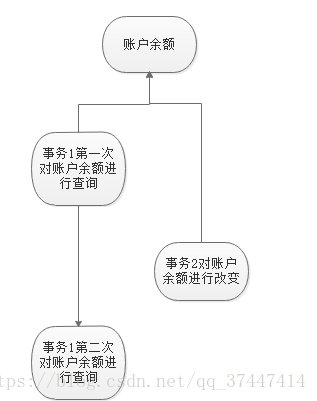 账户余额
事务1第一次
对账户余额进
行查询
事务2对账户
余额进行改变
事务1第二次
对账户余额进
行查询
ttps://blog.csdn.net/qq_37447414